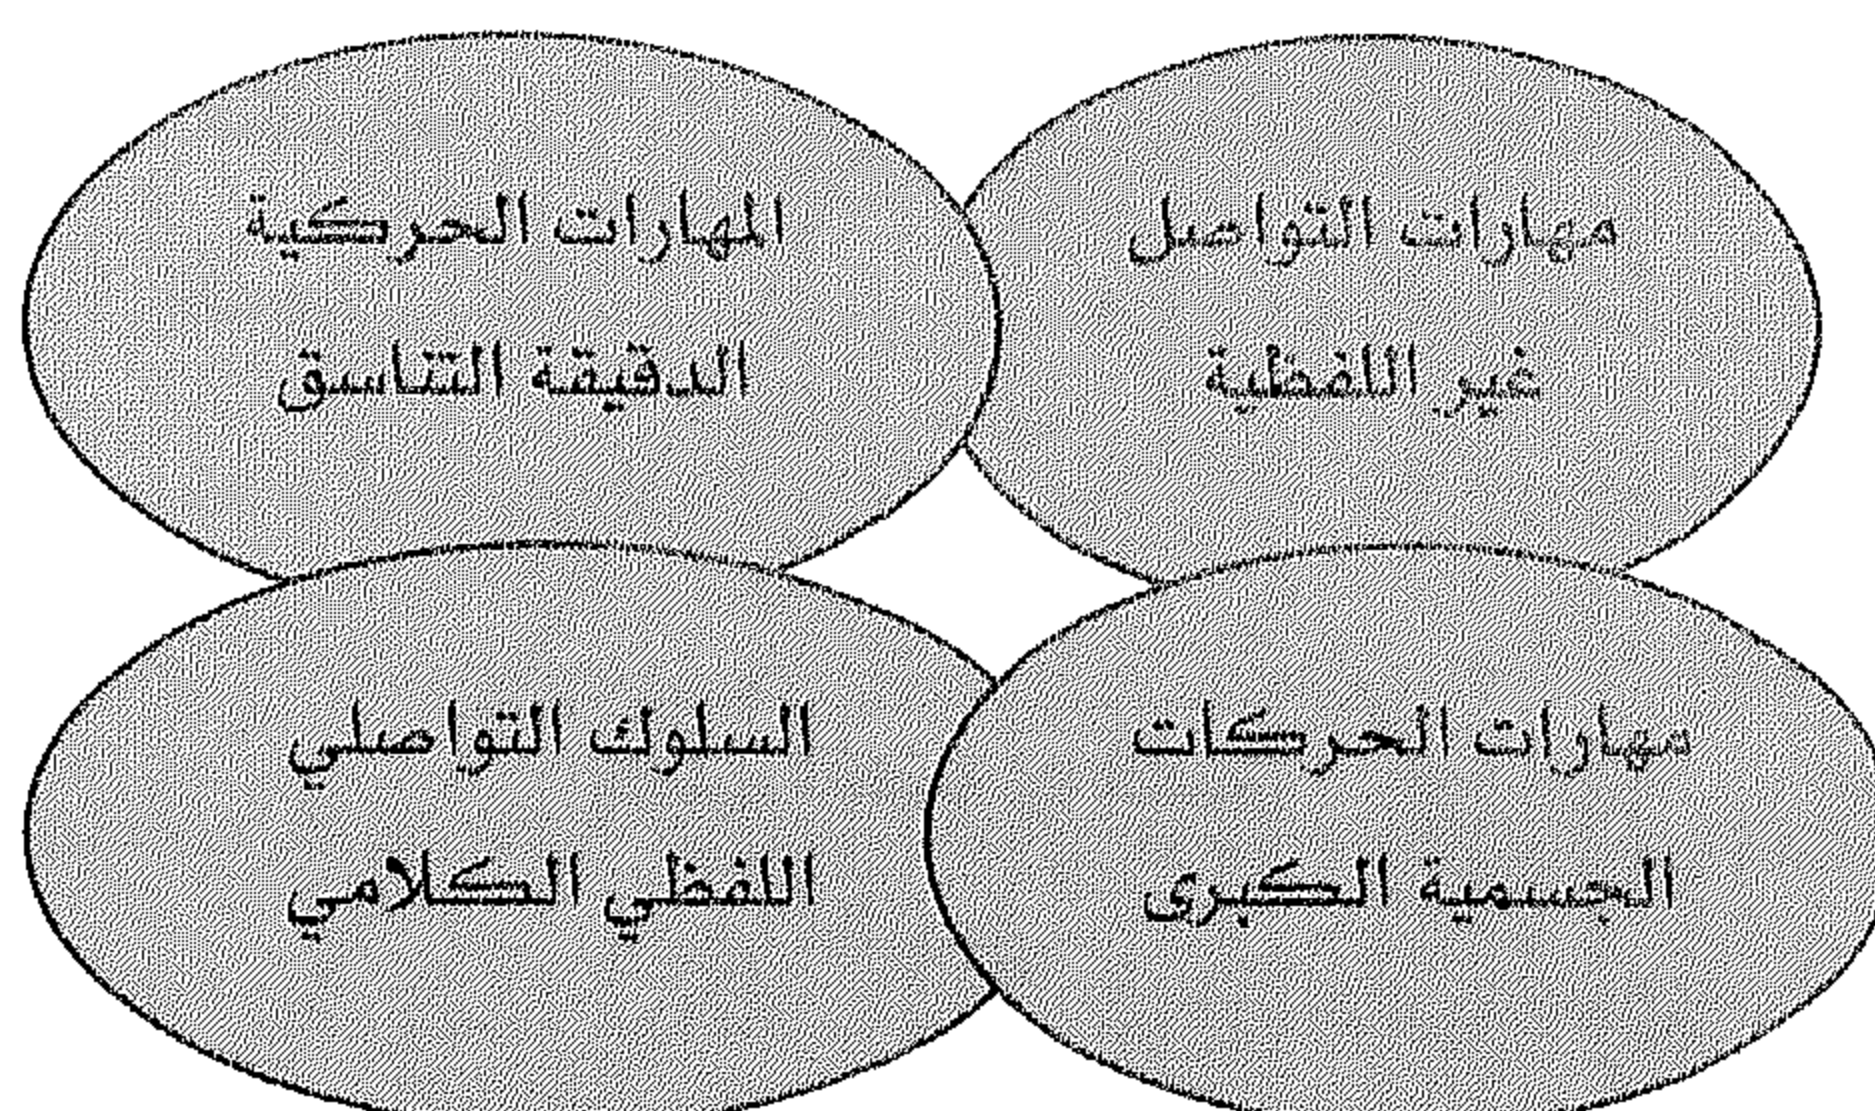 مهارات التواصل
غير اللفظية
المهارات الحركية
الدقيقة التناسق
مهارات الحركات
الجسمية الكبرى
السلوك التواصلي
اللفظي الكلامي